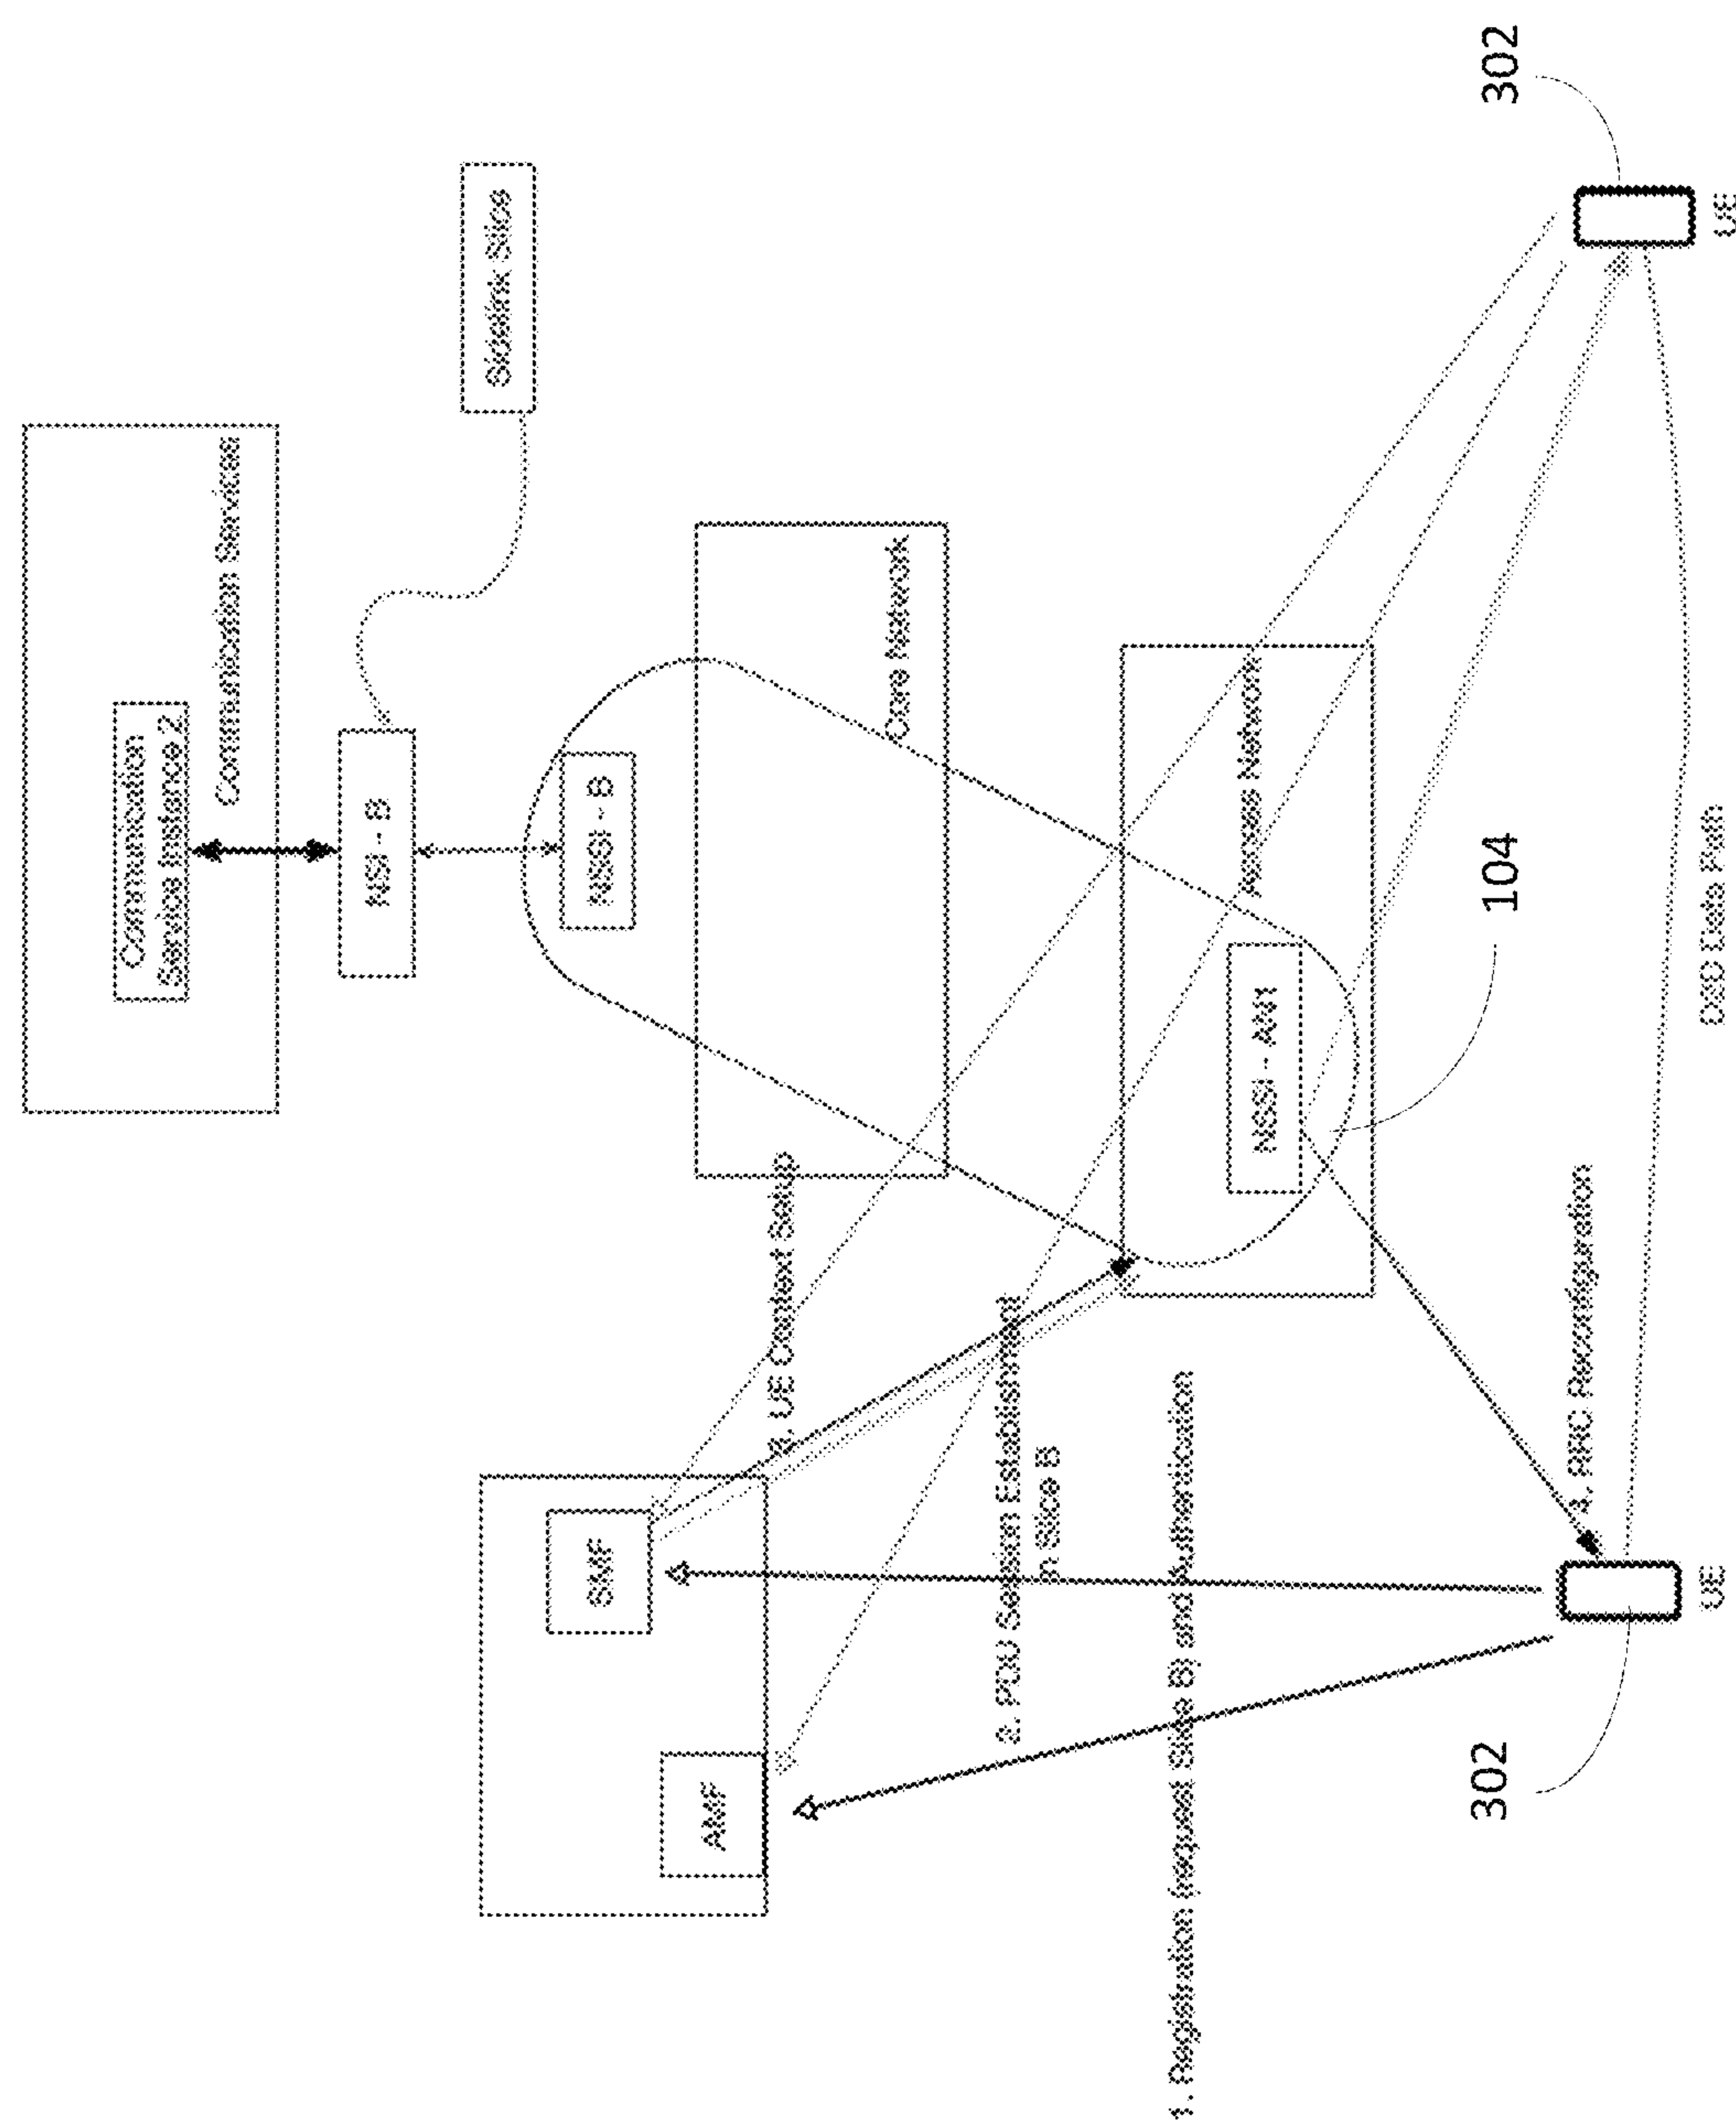 Communication
Service Instance 2
Communication Services
NSI - B
Sidelink Slice
NSSI - B
Core Network
SMF
AMF
3. UE Context Setup
2. PDU Session Establishment
in Slice B
1. Registration (request Slice B) and Authentication
Access Network
NSSI - AN1
104
4. RRC Reconfiguration
302
UE
302
UE
D2D Data Path